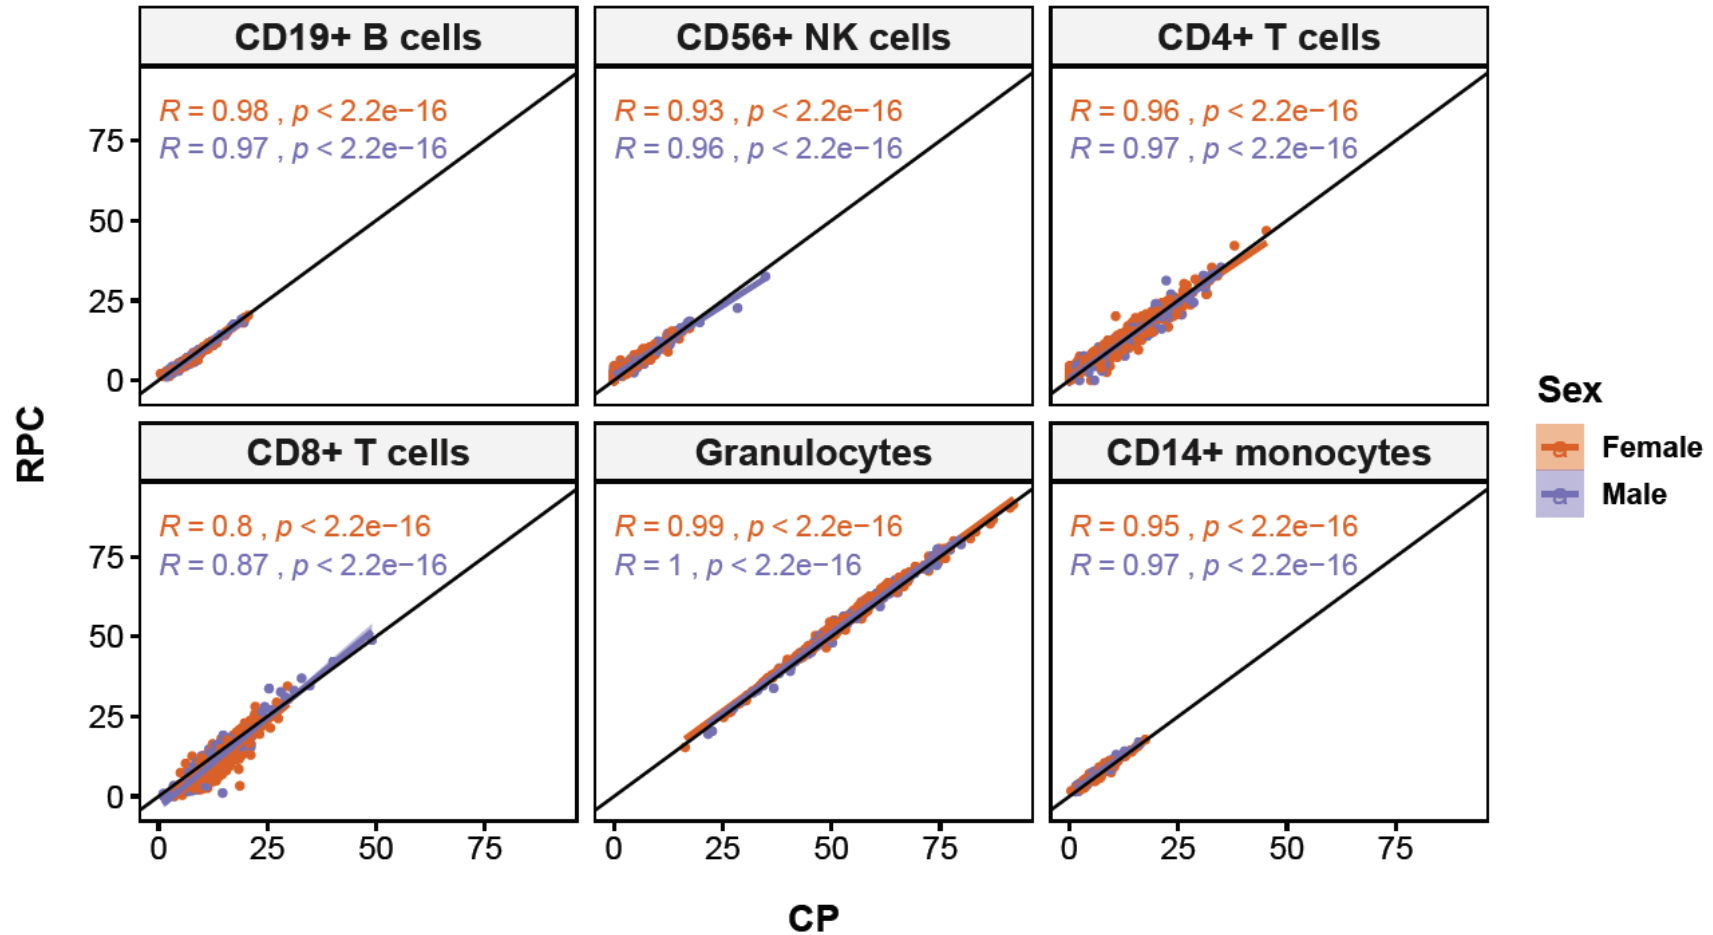 CD19+ B cells
CD56+ NK cells
CD4+ T cells
R = 0.98 , p < 2.2e−16
R = 0.97 , p < 2.2e−16
R = 0.93 , p < 2.2e−16
R = 0.96 , p < 2.2e−16
R = 0.96 , p < 2.2e−16
R = 0.97 , p < 2.2e−16
75
50
25
0
CD8+ T cells
Granulocytes
CD14+ monocytes
R = 0.8 , p < 2.2e−16
R = 0.87 , p < 2.2e−16
R = 0.99 , p < 2.2e−16
R = 1 , p < 2.2e−16
R = 0.95 , p < 2.2e−16
R = 0.97 , p < 2.2e−16
75
50
25
0
0 25 50 75
0 25 50 75
0 25 50 75
RPC
CP
Sex
a Female
a Male